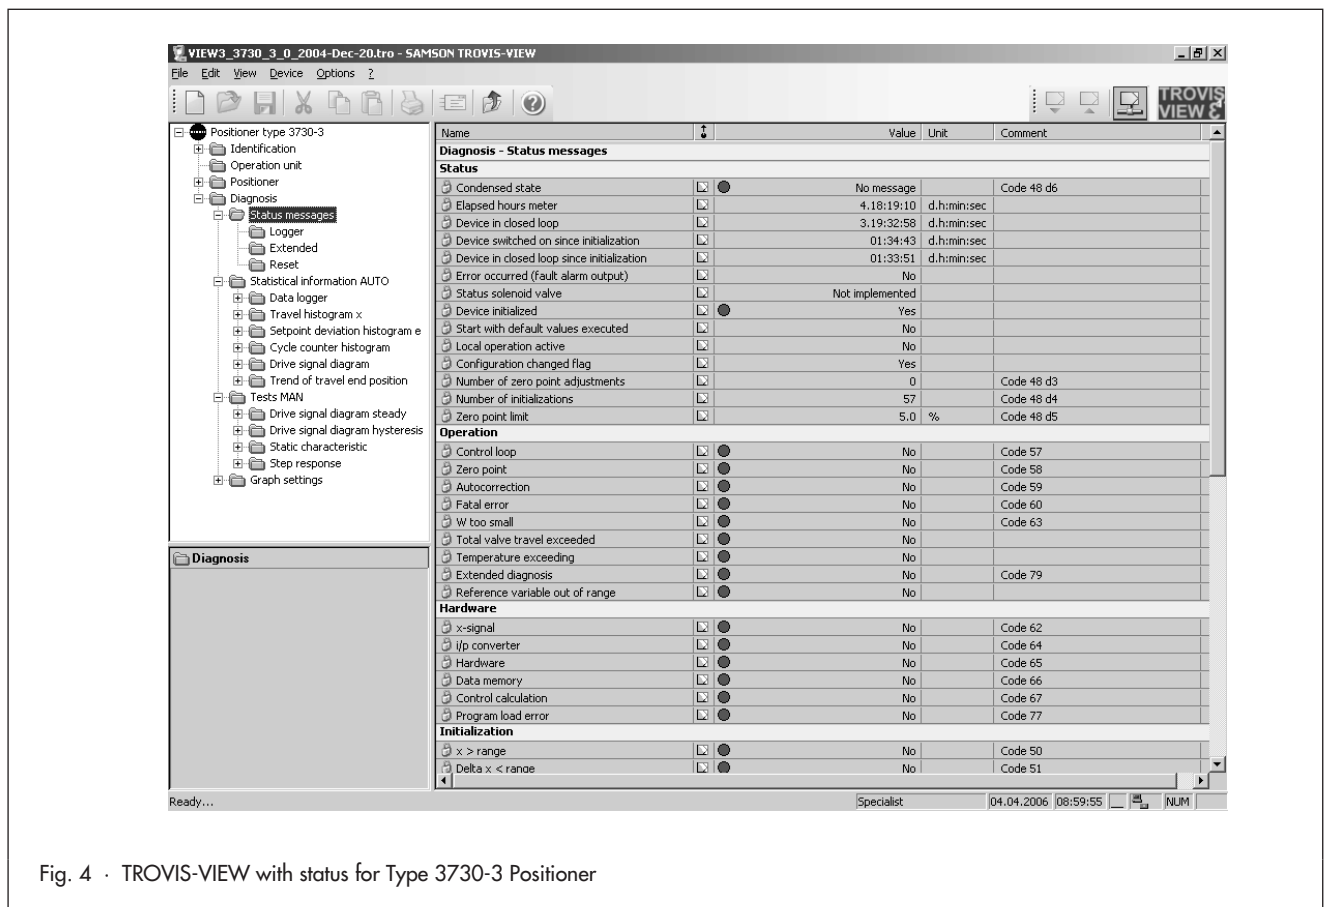 VIEW3_3730_3_0_2004-Dec-20.tro - SAMSON TROVIS-VIEW
File Edit View Device Options ?
TROVIS
VIEW 3
Positioner type 3730-3
Identification
Operation unit
Positioner
Diagnosis
Status messages
Logger
Extended
Reset
Statistical information AUTO
Data logger
Travel histogram x
Setpoint deviation histogram e
Cycle counter histogram
Drive signal diagram
Trend of travel end position
Tests MAN
Drive signal diagram steady
Drive signal diagram hysteresis
Static characteristic
Step response
Graph settings
Diagnosis
Name Value Unit Comment
Diagnosis - Status messages
Status
Condensed state No message Code 48 d6
Elapsed hours meter 4.18:19:10 d.h:min:sec
Device in closed loop 3.19:32:58 d.h:min:sec
Device switched on since initialization 01:34:43 d.h:min:sec
Device in closed loop since initialization 01:33:51 d.h:min:sec
Error occurred (fault alarm output) No
Status solenoid valve Not implemented
Device initialized Yes
Start with default values executed No
Local operation active No
Configuration changed flag Yes
Number of zero point adjustments 0 Code 48 d3
Number of initializations 57 Code 48 d4
Zero point limit 5.0 % Code 48 d5
Operation
Control loop No Code 57
Zero point No Code 58
Autocorrection No Code 59
Fatal error No Code 60
W too small No Code 63
Total valve travel exceeded No
Temperature exceeding No
Extended diagnosis No Code 79
Reference variable out of range No
Hardware
x-signal No Code 62
i/p converter No Code 64
Hardware No Code 65
Data memory No Code 66
Control calculation No Code 67
Program load error No Code 77
Initialization
x > range No Code 50
Delta x < range No Code 51
Ready... Specialist 04.04.2006 08:59:55 NUM
Fig. 4 · TROVIS-VIEW with status for Type 3730-3 Positioner